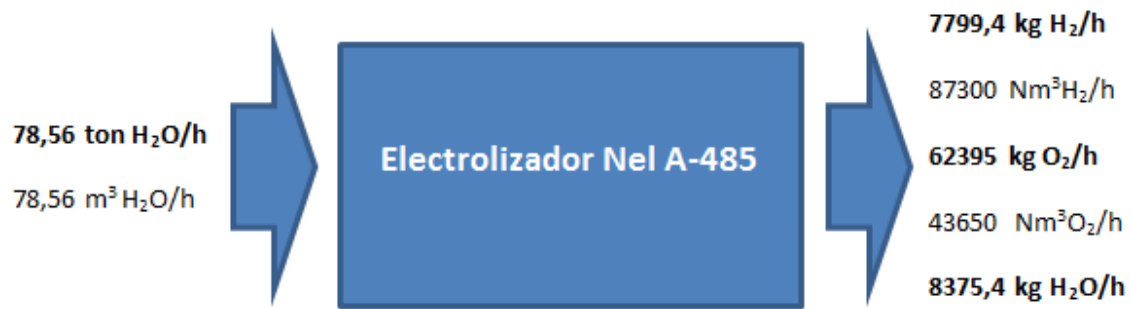 78,56 ton H₂O/h
78,56 m³ H₂O/h
Electrolizador Nel A-485
7799,4 kg H₂/h
87300 Nm³H₂/h
62395 kg O₂/h
43650 Nm³O₂/h
8375,4 kg H₂O/h